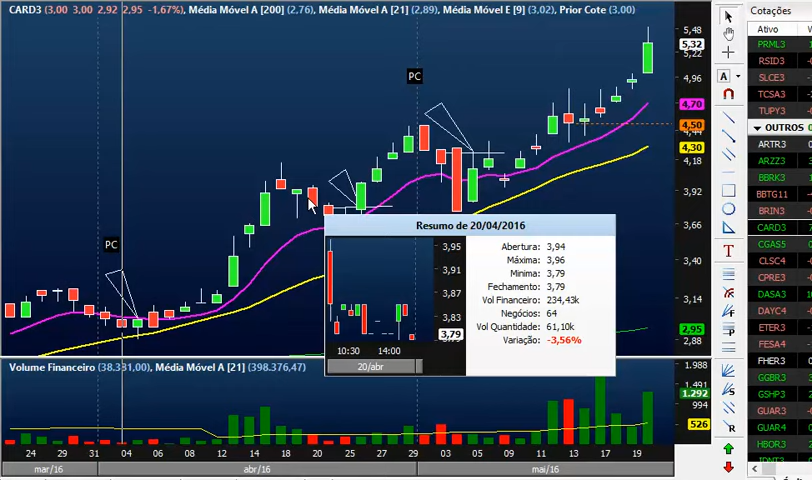 CARD3 (3,00 3,00 2,92 2,95 -1,67%), Média Móvel A [200] (2,76), Média Móvel A [21] (2,89), Média Móvel E [9] (3,02), Prior Cote (3,00)
Cotações
Ativo
PRML3
RSID3
SLCE3
TCSA3
TUPY3
OUTROS
ARTR3
ARZZ3
BBRK3
BBTG11
BRIN3
CARD3
CGAS5
CLSC4
CPRE3
DASA3
DAYC4
ETER3
FESA4
FHER3
GGBR3
GSHP3
GUAR3
GUAR4
HBOR3
5,48
5,32
5,22
4,96
4,70
4,50
4,44
4,30
4,18
3,92
3,66
3,40
3,14
2,95
2,88
PC
PC
A
T
Resumo de 20/04/2016
3,95
3,91
3,87
3,83
3,79
10:30 14:00
20/abr
Abertura: 3,94
Máxima: 3,96
Mínima: 3,79
Fechamento: 3,79
Vol Financeiro: 234,43k
Negócios: 64
Vol Quantidade: 61,10k
Variação: -3,56%
Volume Financeiro (38.331,00), Média Móvel A [21] (398.376,47)
1.988
1.491
1.292
994
526
24 29 31 04 06 08 12 14 18 20 25 27 29 03 05 09 11 13 17 19
mar/16 abr/16 mai/16